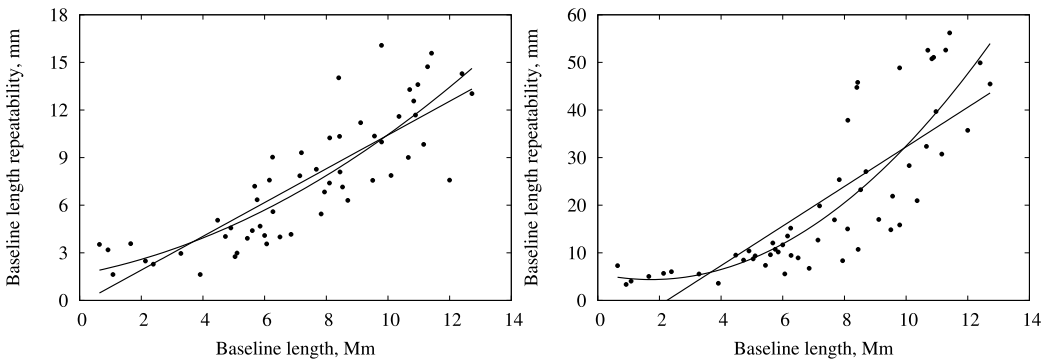 18
15
12
9
6
3
0
0 2 4 6 8 10 12 14
Baseline length repeatability, mm
Baseline length, Mm
60
50
40
30
20
10
0
0 2 4 6 8 10 12 14
Baseline length repeatability, mm
Baseline length, Mm